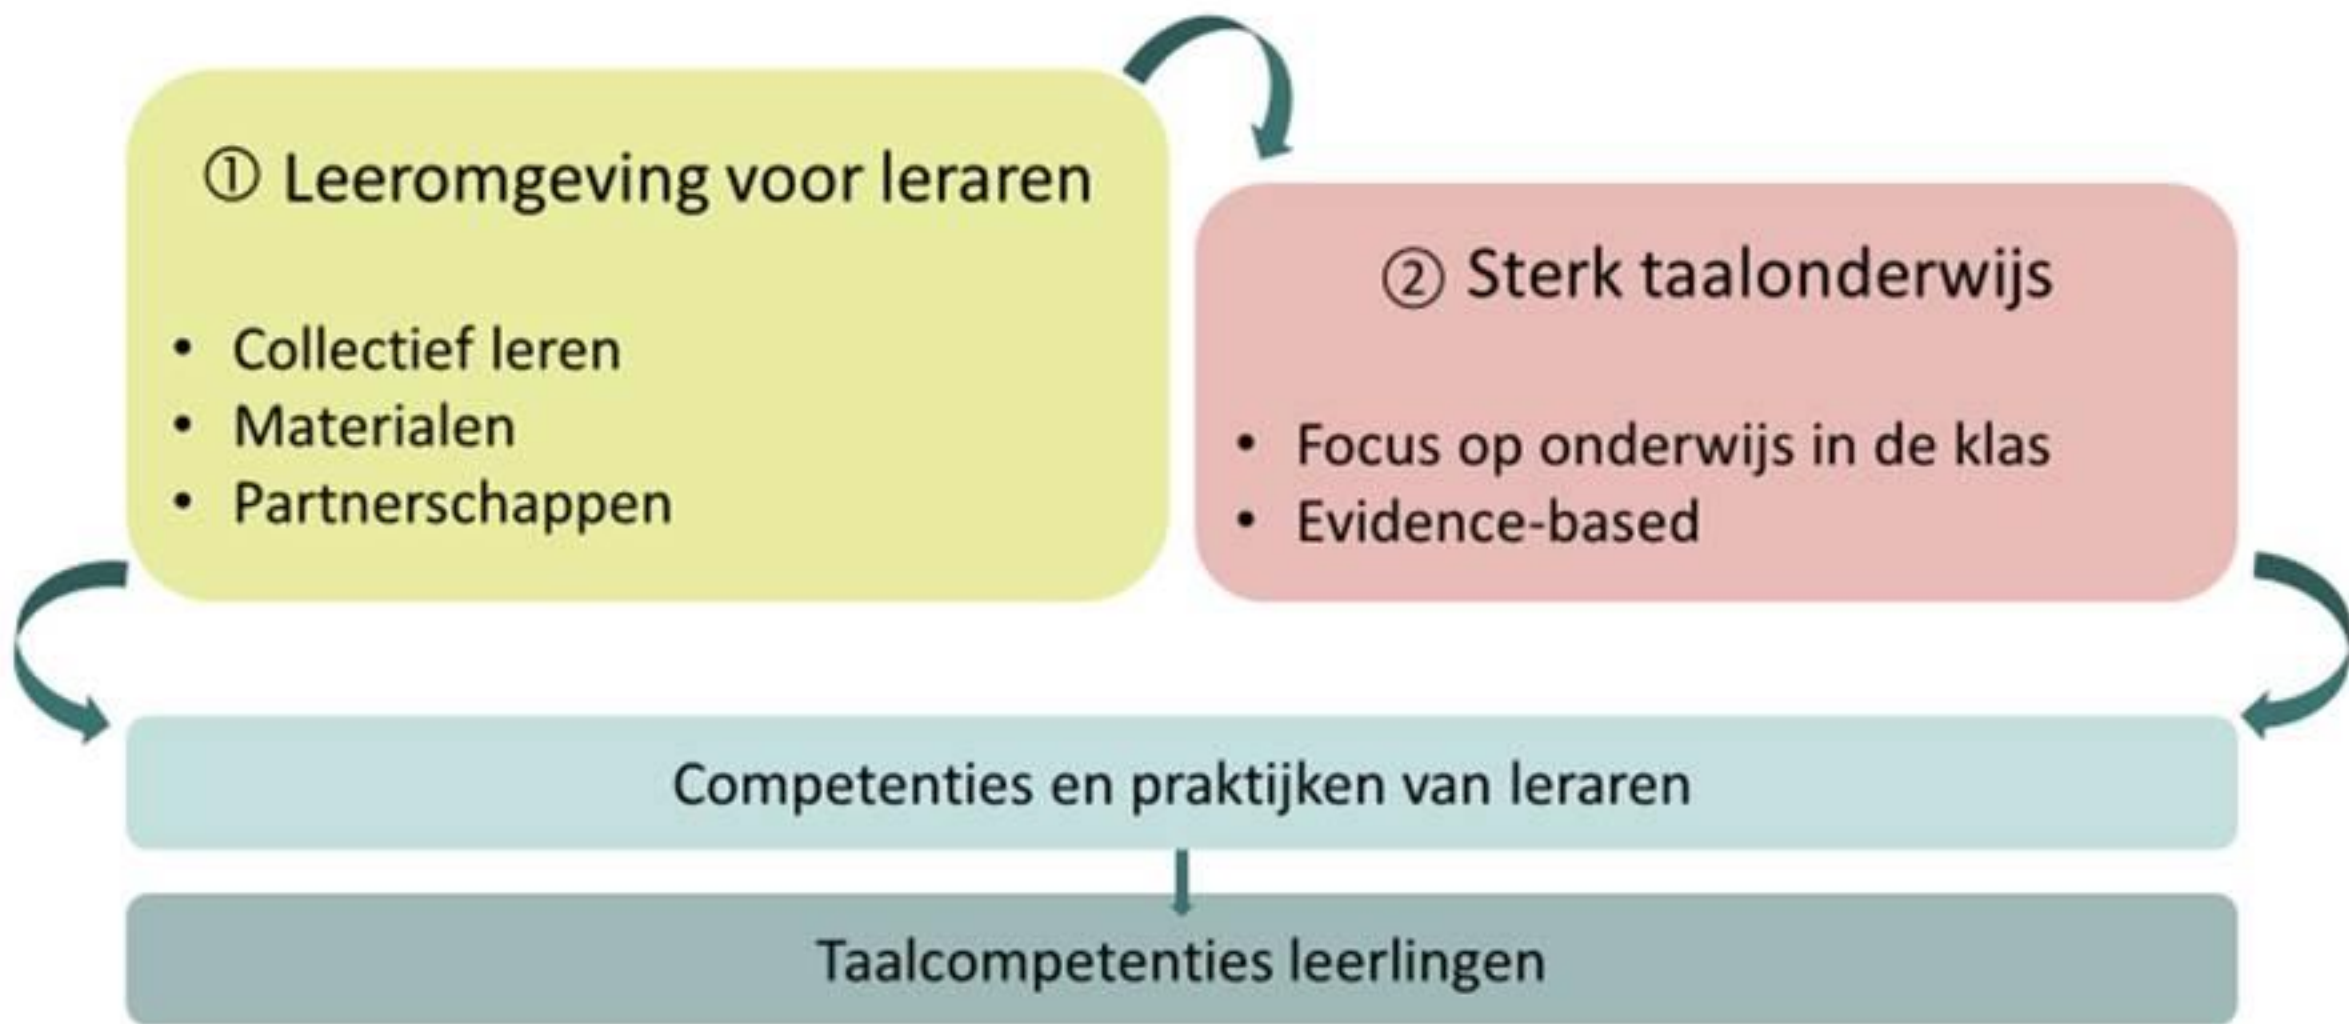 ① Leeromgeving voor leraren
• Collectief leren
• Materialen
• Partnerschappen
② Sterk taalonderwijs
• Focus op onderwijs in de klas
• Evidence-based
Competenties en praktijken van leraren
Taalcompetenties leerlingen